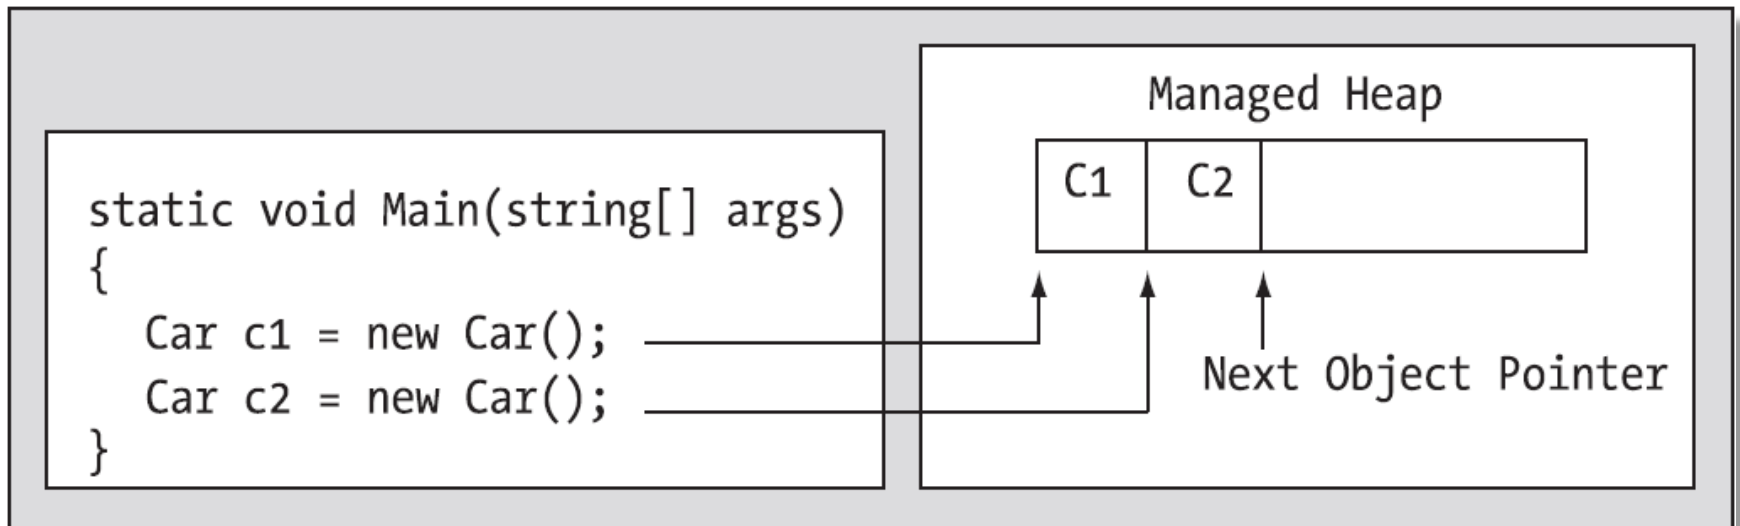 static void Main(string[] args)
{
Car c1 = new Car();
Car c2 = new Car();
}
Managed Heap
C1
C2
Next Object Pointer